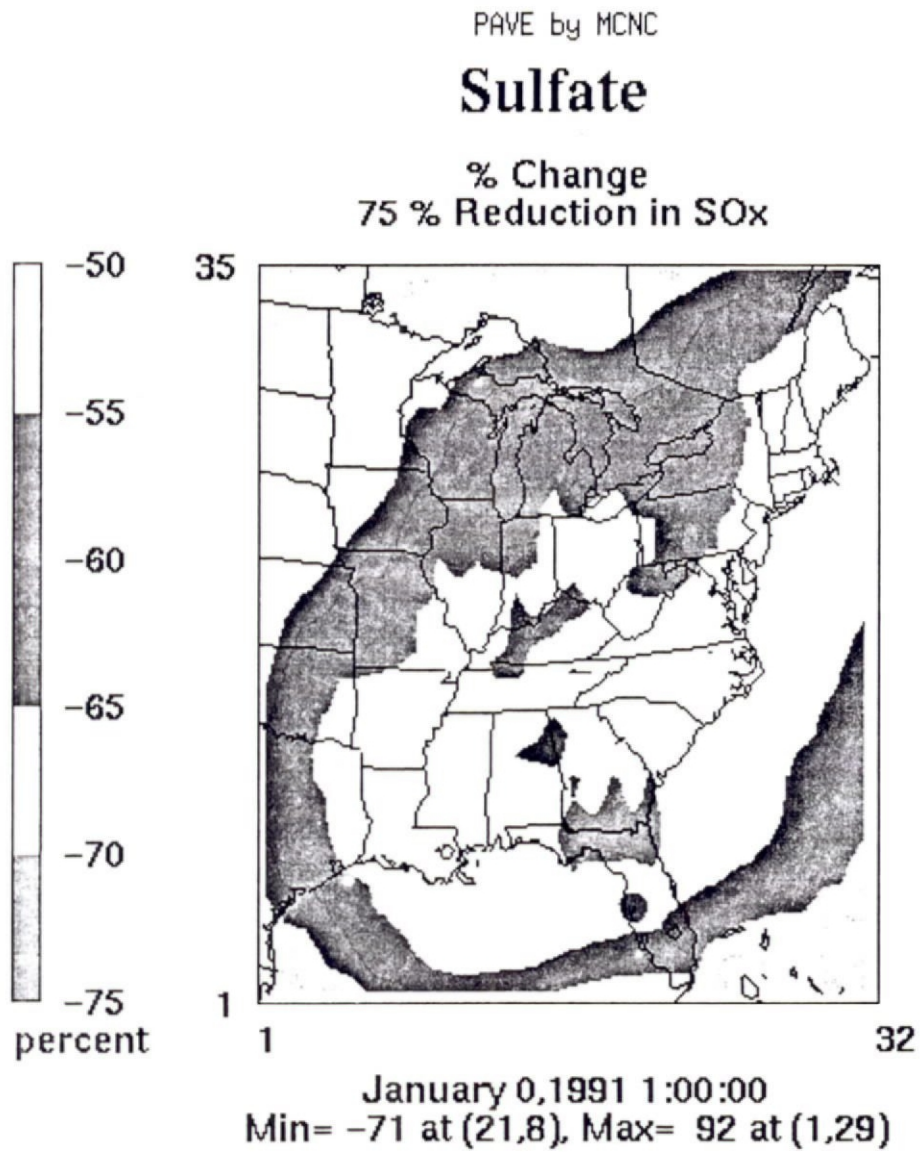 PAVE by MCNC
Sulfate
% Change
75 % Reduction in SOx
-50
-55
-60
-65
-70
-75
percent
35
1
1
32
January 0,1991 1:00:00
Min= -71 at (21,8), Max= 92 at (1,29)